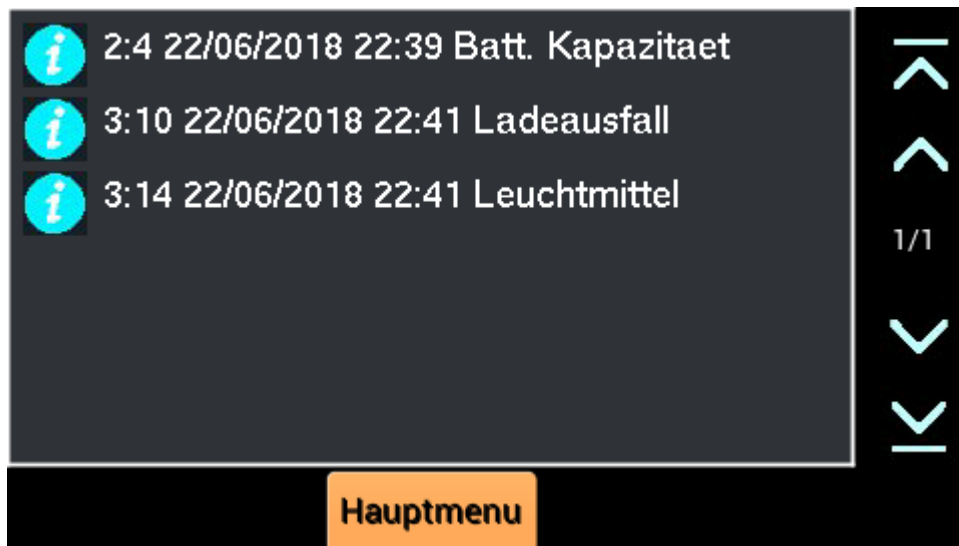 2:4 22/06/2018 22:39 Batt. Kapazitaet
3:10 22/06/2018 22:41 Ladeausfall
3:14 22/06/2018 22:41 Leuchtmittel
1/1
Hauptmenu